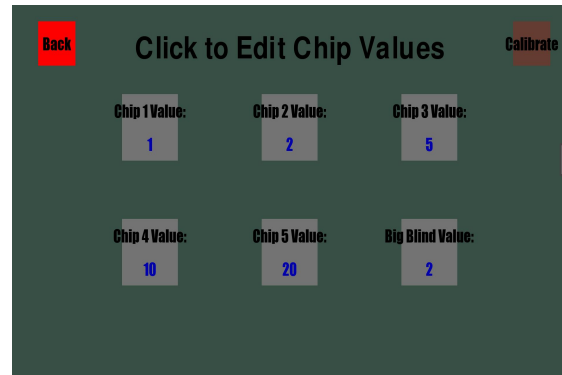 Back
Click to Edit Chip Values
Calibrate
Chip 1 Value:
1
Chip 2 Value:
2
Chip 3 Value:
5
Chip 4 Value:
10
Chip 5 Value:
20
Big Blind Value:
2